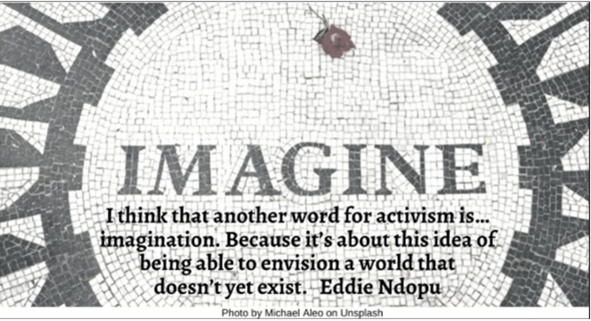 IMAGINE
I think that another word for activism is...
imagination. Because it's about this idea of
being able to envision a world that
doesn't yet exist. Eddie Ndopu
Photo by Michael Aleo on Unsplash